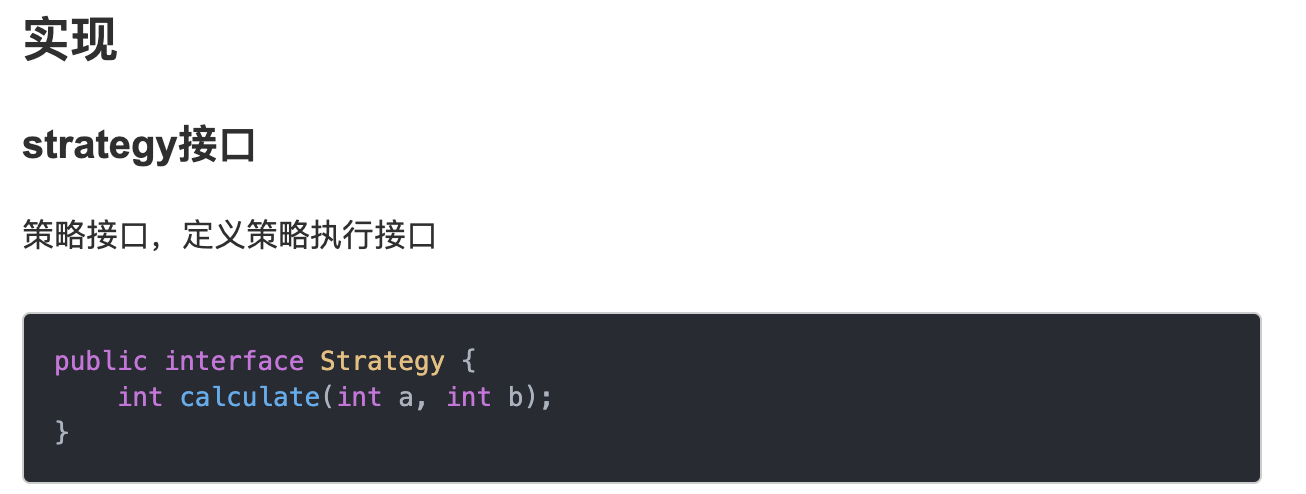 实现
strategy接口
策略接口，定义策略执行接口
public interface Strategy {
    int calculate(int a, int b);
}